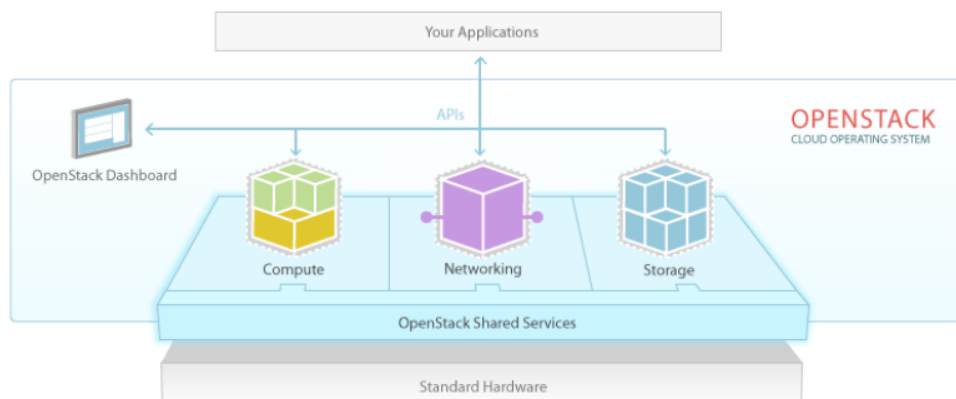 Your Applications
APIs
OPENSTACK
CLOUD OPERATING SYSTEM
OpenStack Dashboard
Compute
Networking
Storage
OpenStack Shared Services
Standard Hardware